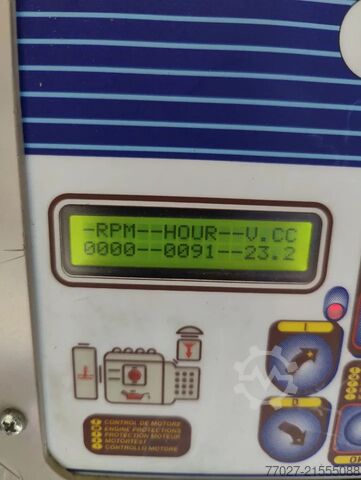 -RPM--HOUR--V.CC
0000--0091--23.2
I
0
CONTROL DE MOTORE
ENGINE PROTECTIONS
PROTECTION MOTEUR
MOTORTEST
CONTROLLO MOTORE
77027-21555088